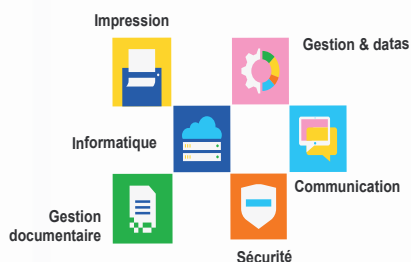 Impression
Gestion & datas
Informatique
Communication
Gestion
documentaire
Sécurité